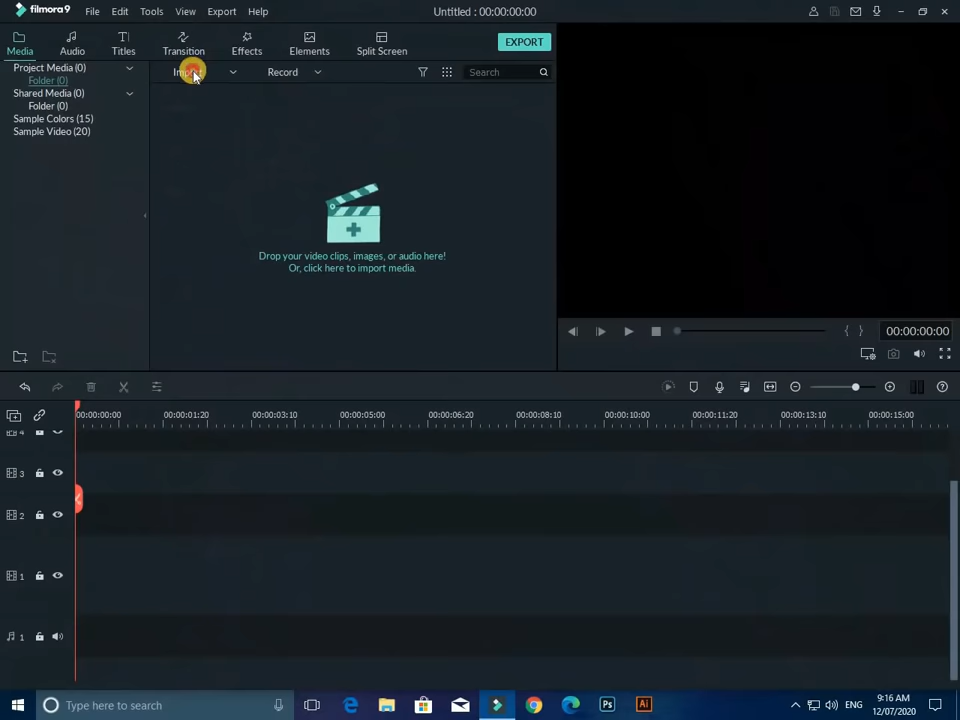 filmora9 File Edit Tools View Export Help Untitled : 00:00:00:00
Media Audio Titles Transition Effects Elements Split Screen EXPORT
Project Media (0)
Folder (0)
Shared Media (0)
Folder (0)
Sample Colors (15)
Sample Video (20)
Record Search
Drop your video clips, images, or audio here!
Or, click here to import media.
00:00:00:00
00:00:00:00 00:00:01:20 00:00:03:10 00:00:05:00 00:00:06:20 00:00:08:10 00:00:10:00 00:00:11:20 00:00:13:10 00:00:15:00
4
3
2
1
1
Type here to search Ps Ai ENG 9:16 AM
12/07/2020